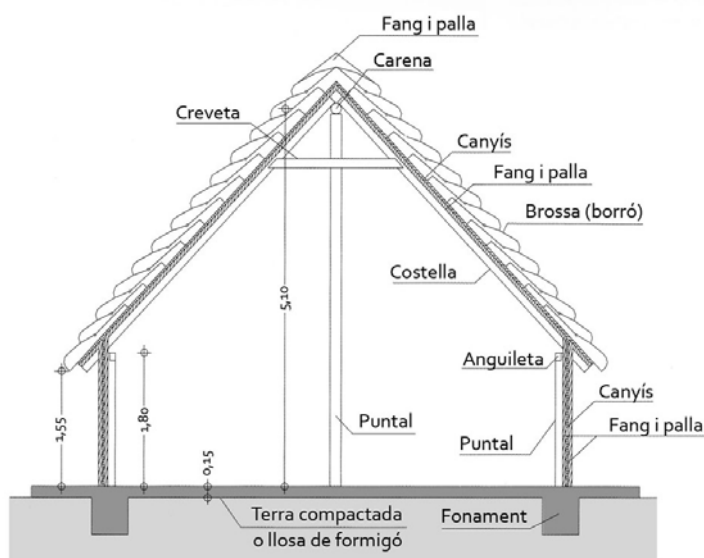 Fang i palla
Carena
Creveta
Canyís
Fang i palla
Brossa (borró)
Costella
5,10
Anguileta
1,55
1,80
Canyís
Puntal
Puntal
Fang i palla
0,15
Terra compactada
o llosa de formigó
Fonament